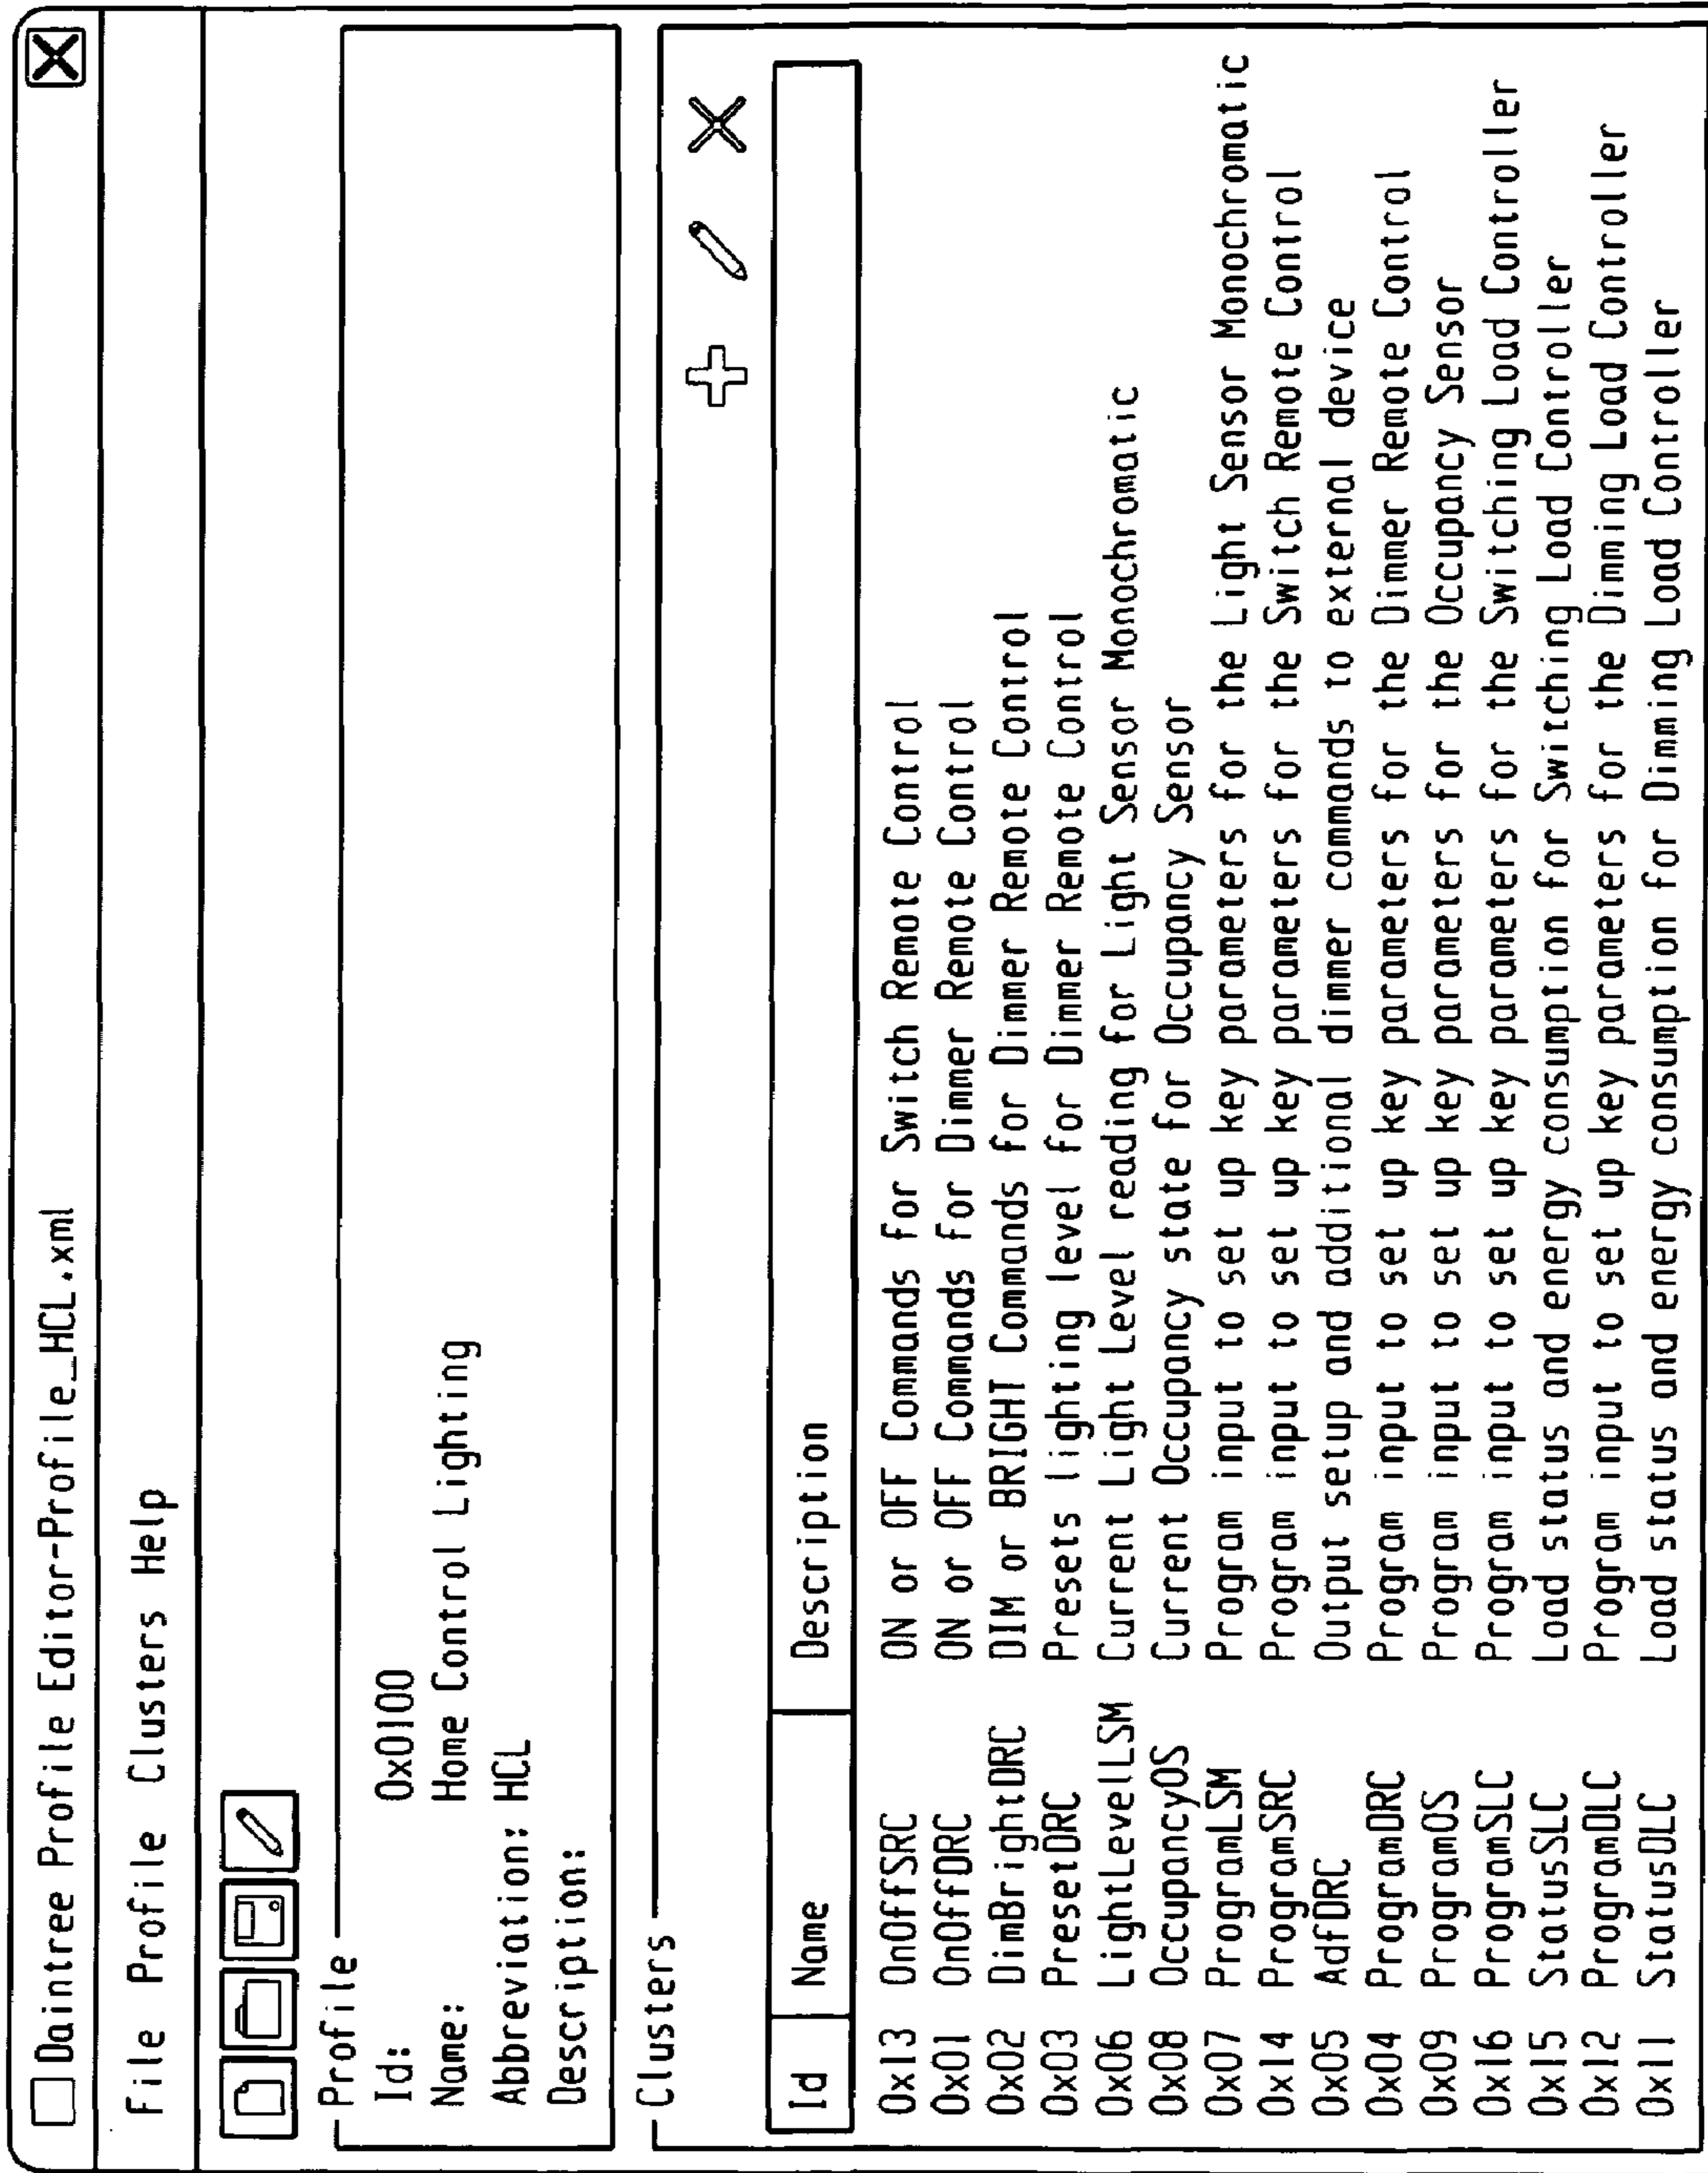 Daintree Profile Editor-Profile_HCL.xml
File Profile Clusters Help
Profile
Id: 0x0100
Name: Home Control Lighting
Abbreviation: HCL
Description:
Clusters
Id Name Description
0x13 OnOffSRC ON or OFF Commands for Switch Remote Control
0x01 OnOffDRC ON or OFF Commands for Dimmer Remote Control
0x02 DimBrightDRC DIM or BRIGHT Commands for Dimmer Remote Control
0x03 PresetDRC Presets lighting level for Dimmer Remote Control
0x06 LightLevelLSM Current Light Level reading for Light Sensor Monochromatic
0x08 OccupancyOS Current Occupancy state for Occupancy Sensor
0x07 ProgramLSM Program input to set up key parameters for the Light Sensor Monochromatic
0x14 ProgramSRC Program input to set up key parameters for the Switch Remote Control
0x05 AdfDRC Output setup and additional dimmer commands to external device
0x04 ProgramDRC Program input to set up key parameters for the Dimmer Remote Control
0x09 ProgramOS Program input to set up key parameters for the Occupancy Sensor
0x16 ProgramSLC Program input to set up key parameters for the Switching Load Controller
0x15 StatusSLC Load status and energy consumption for Switching Load Controller
0x12 ProgramDLC Program input to set up key parameters for the Dimming Load Controller
0x11 StatusDLC Load status and energy consumption for Dimming Load Controller